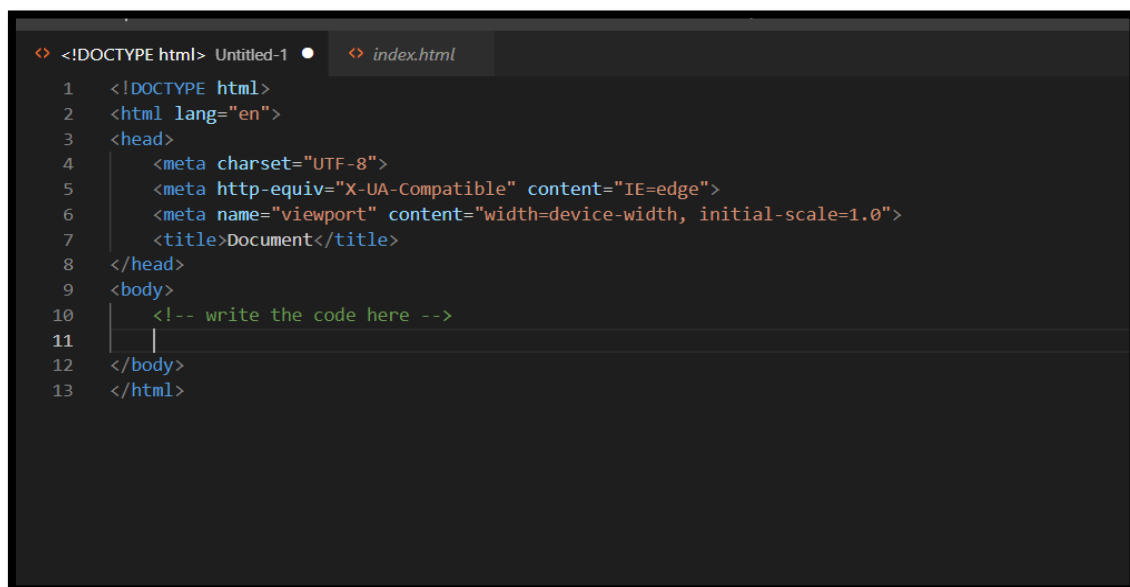 <> <!DOCTYPE html> Untitled-1 ● <> index.html
1 <!DOCTYPE html>
2 <html lang="en">
3 <head>
4     <meta charset="UTF-8">
5     <meta http-equiv="X-UA-Compatible" content="IE=edge">
6     <meta name="viewport" content="width=device-width, initial-scale=1.0">
7     <title>Document</title>
8 </head>
9 <body>
10     <!-- write the code here -->
11
12 </body>
13 </html>